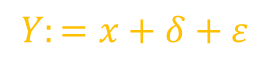 Y: = x + δ + ε